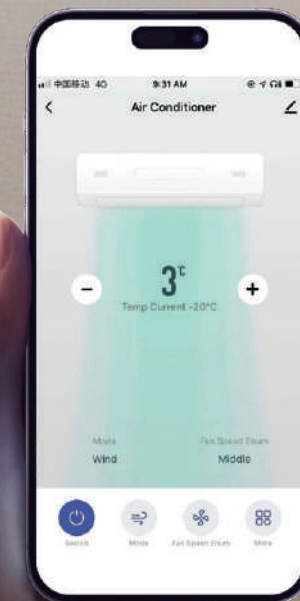 中国移动 4G
9:31 AM
Air Conditioner
3℃
Temp Current -20°C
Mode
Fan Speed Enum
Wind
Middle
Switch
Mode
Fan Speed Enum
More